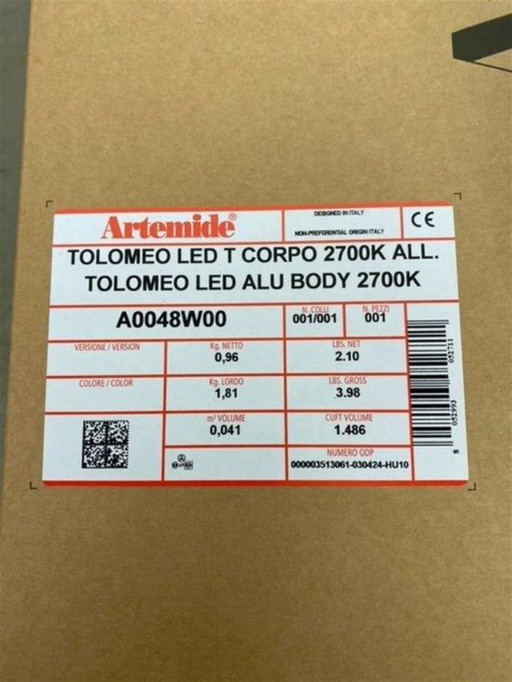 Artemide®
DESIGNED IN ITALY
NON-PREFERENTIAL ORIGIN ITALY
CE
TOLOMEO LED T CORPO 2700K ALL.
TOLOMEO LED ALU BODY 2700K
A0048W00
N. COLLI
001/001
N. PEZZI
001
VERSIONE / VERSION
Kg. NETTO
0,96
LBS. NET
2.10
COLORE / COLOR
Kg. LORDO
1,81
LBS. GROSS
3.98
m³ VOLUME
0,041
CUFT VOLUME
1.486
NUMERO ODP
000003513061-030424-HU10
8 052993 052711